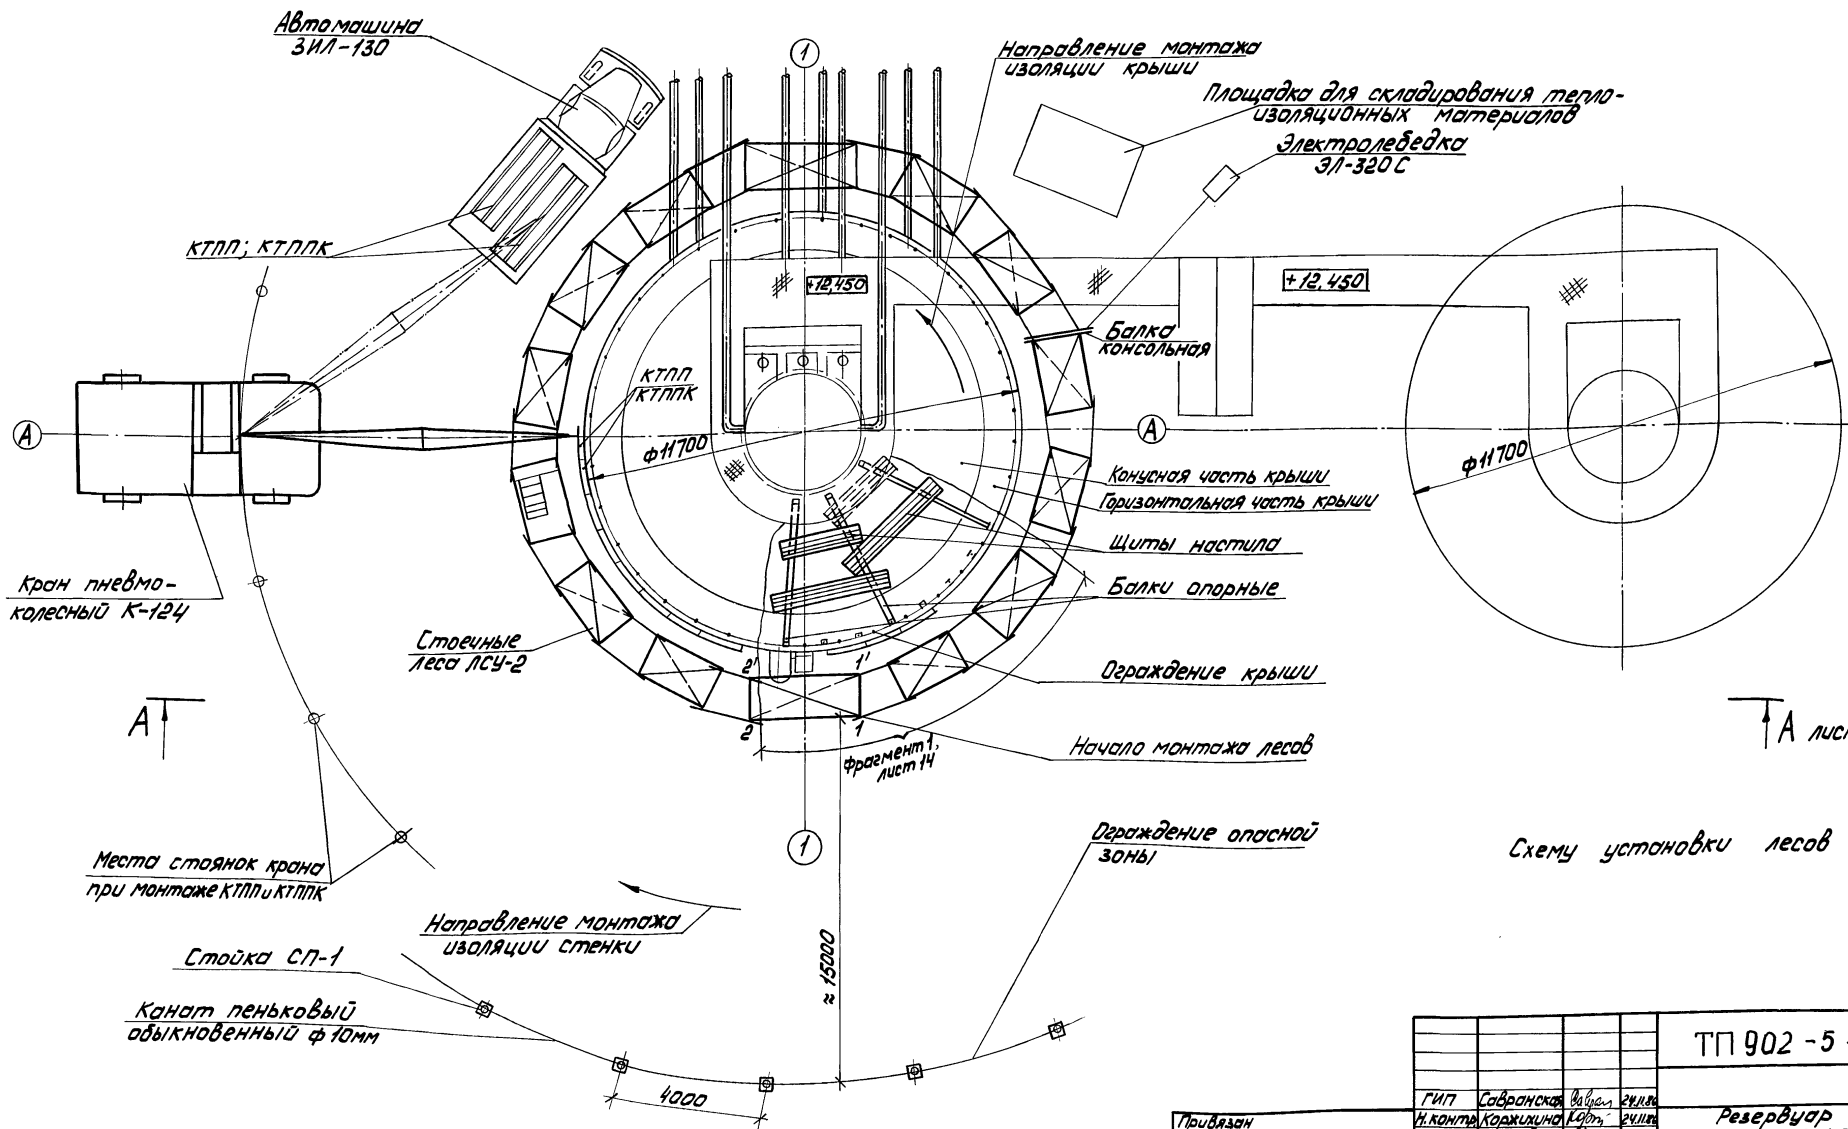 Автомашина
ЗИЛ-130
1
Направление монтажа
изоляции крыши
Площадка для складирования тепло-
изоляционных материалов
Электролебедка
ЭЛ-320С
КТПП; КТППК
+12,450
+12.450
Балка
консольная
КТПП
КТППК
А
А
ф11700
ф11700
Конусная часть крыши
Горизонтальная часть крыши
Щиты настила
Балки опорные
Кран пневмо-
колесный К-124
Стоечные
леса ЛСУ-2
2'
1'
Ограждение крыши
А
2
1
А лис
Фрагмент 1,
лист 14
Начало монтажа лесов
1
Ограждение опасной
зоны
Схему установки лесов
Места стоянок крана
при монтаже КТПП и КТППК
Направление монтажа
изоляции стенки
≈15000
Стойка СП-1
Канат пеньковый
обыкновенный ф10мм
4000
ТП 902-5-
ГИП Савранская 24.11.86
Н.контр Коржихина 24.11.86
Резервуар
Привязан